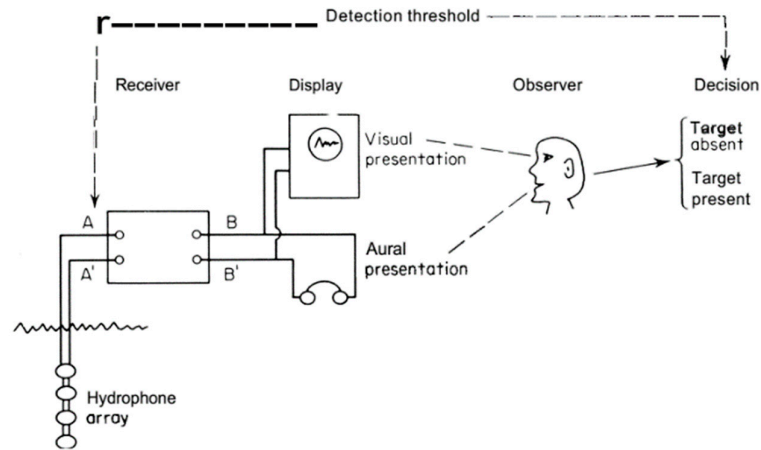 Detection threshold
Receiver
Display
Observer
Decision
Visual
presentation
Target
absent
Target
present
A
B
Aural
presentation
A'
B'
Hydrophone
array